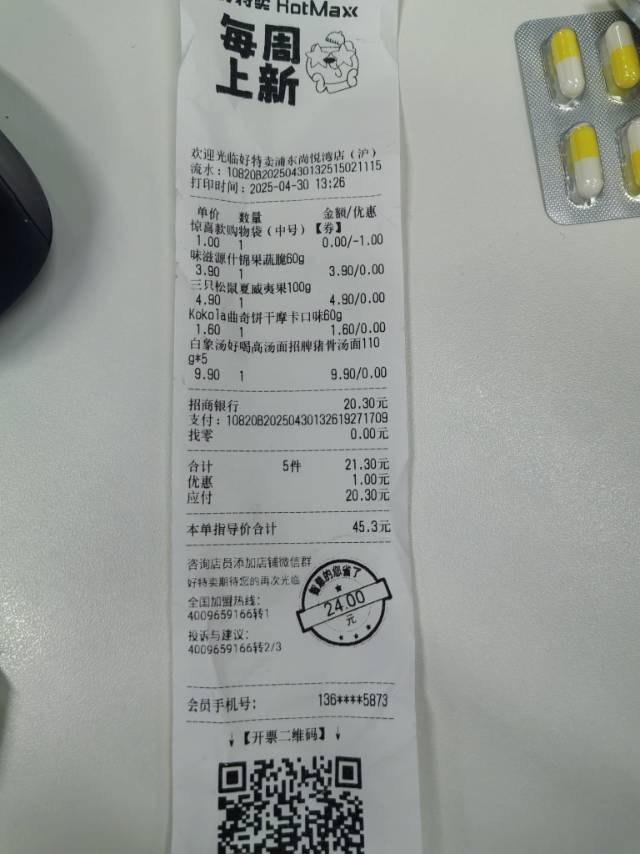 HotMaxx
每周
上新
欢迎光临好特卖浦东尚悦湾店（沪）
流水：10820B20250430132515021115
打印时间：2025-04-30 13:26
单价 数量 金额/优惠
惊喜款购物袋（中号）【券】
1.00 1 0.00/-1.00
味滋源什锦果蔬脆60g
3.90 1 3.90/0.00
三只松鼠夏威夷果100g
4.90 1 4.90/0.00
Kokola曲奇饼干摩卡口味60g
1.60 1 1.60/0.00
白象汤好喝高汤面招牌猪骨汤面110
g*5
9.90 1 9.90/0.00
招商银行 20.30元
支付：10820B20250430132619271709
找零 0.00元
合计 5件 21.30元
优惠 1.00元
应付 20.30元
本单指导价合计 45.3元
咨询店员添加店铺微信群
好特卖期待您的再次光临
全国加盟热线：
4009659166转1
投诉与建议：
4009659166转2/3
的您省了
24.00
元
会员手机号： 136****5873
↓【开票二维码】↓